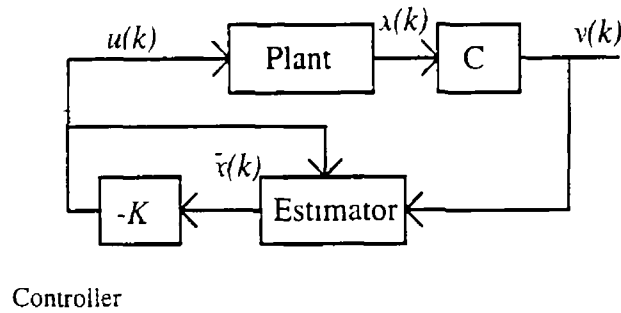 u(k)
Plant
x(k)
C
y(k)
x̄(k)
-K
Estimator
Controller